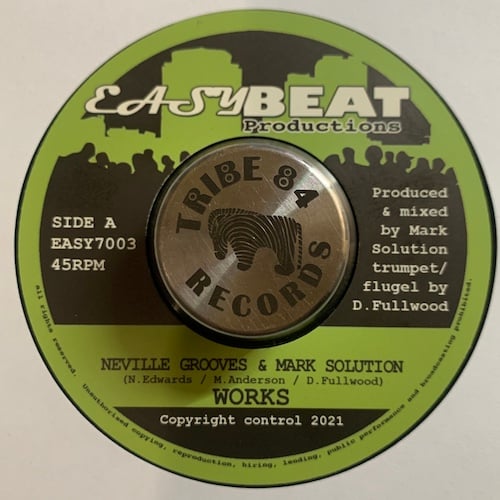 EASYBEAT
Productions
TRIBE 84
RECORDS
SIDE A
EASY7003
45RPM
Produced
& mixed
by Mark
Solution
trumpet/
flugel by
D.Fullwood
NEVILLE GROOVES & MARK SOLUTION
(N.Edwards / M.Anderson / D.Fullwood)
WORKS
Copyright control 2021
all rights reserved. Unauthorised copying, reproduction, hiring, lending, public performance and broadcasting prohibited.